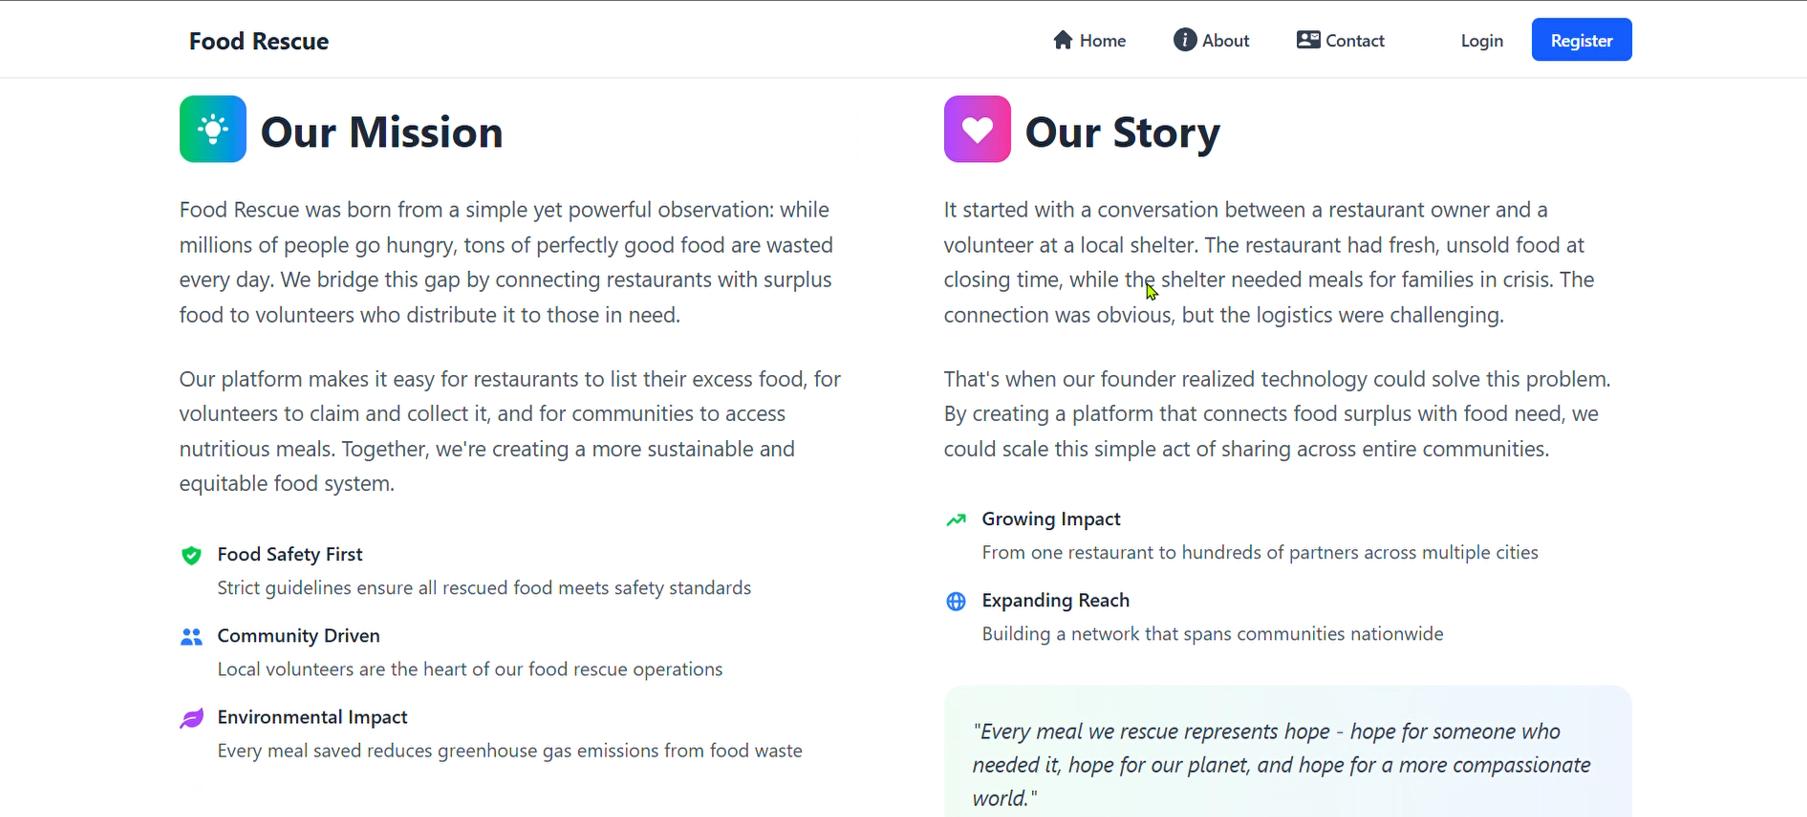 Food Rescue
Home
About
Contact
Login
Register
Our Mission
Food Rescue was born from a simple yet powerful observation: while
millions of people go hungry, tons of perfectly good food are wasted
every day. We bridge this gap by connecting restaurants with surplus
food to volunteers who distribute it to those in need.
Our platform makes it easy for restaurants to list their excess food, for
volunteers to claim and collect it, and for communities to access
nutritious meals. Together, we're creating a more sustainable and
equitable food system.
Food Safety First
Strict guidelines ensure all rescued food meets safety standards
Community Driven
Local volunteers are the heart of our food rescue operations
Environmental Impact
Every meal saved reduces greenhouse gas emissions from food waste
Our Story
It started with a conversation between a restaurant owner and a
volunteer at a local shelter. The restaurant had fresh, unsold food at
closing time, while the shelter needed meals for families in crisis. The
connection was obvious, but the logistics were challenging.
That's when our founder realized technology could solve this problem.
By creating a platform that connects food surplus with food need, we
could scale this simple act of sharing across entire communities.
Growing Impact
From one restaurant to hundreds of partners across multiple cities
Expanding Reach
Building a network that spans communities nationwide
"Every meal we rescue represents hope - hope for someone who
needed it, hope for our planet, and hope for a more compassionate
world."